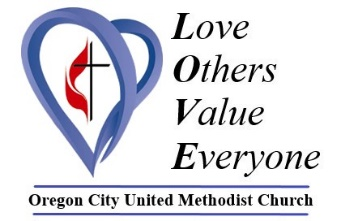 Love
Others
Value
Everyone
Oregon City United Methodist Church